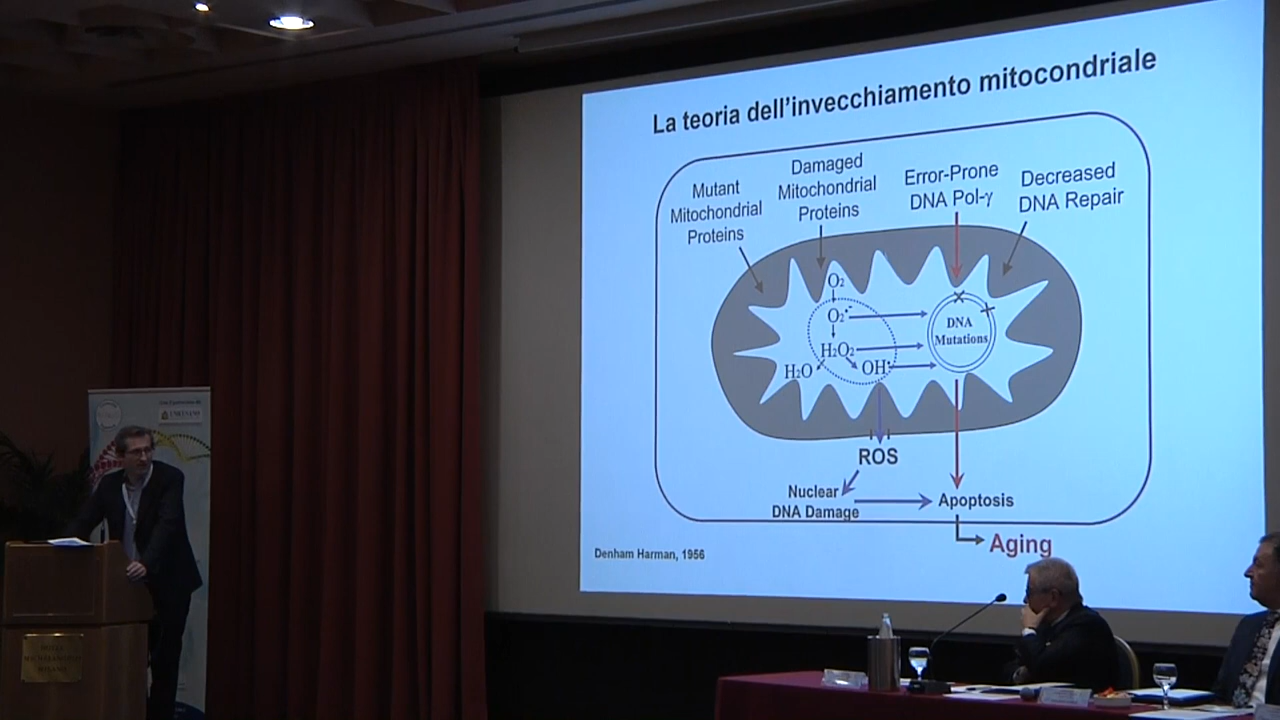 La teoria dell'invecchiamento mitocondriale
Mutant
Mitochondrial
Proteins
Damaged
Mitochondrial
Proteins
Error-Prone
DNA Pol-γ
Decreased
DNA Repair
O₂
O₂•-
H₂O₂
H₂O
OH•
DNA
Mutations
ROS
Nuclear
DNA Damage
Apoptosis
Aging
Denham Harman, 1956